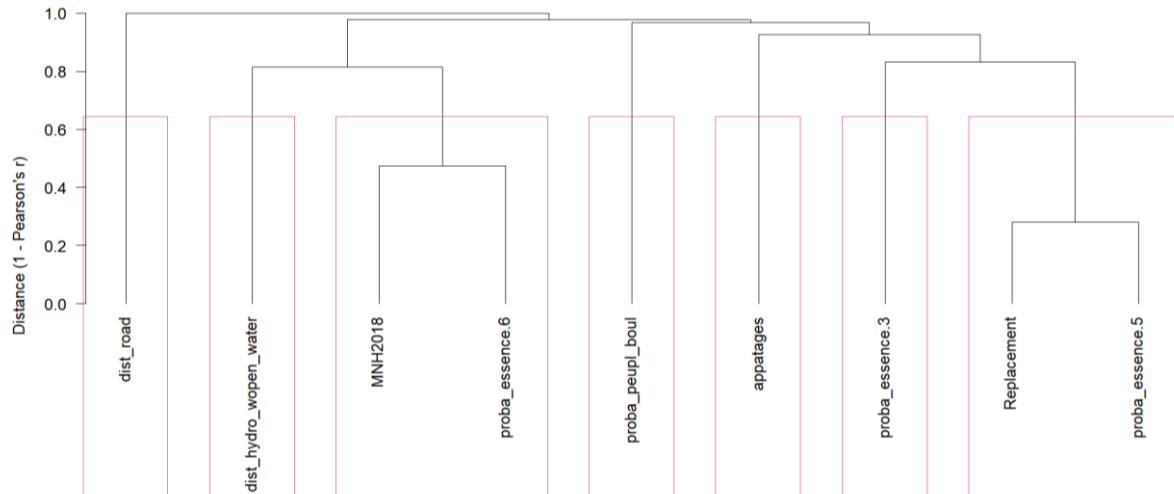 Distance (1 - Pearson's r)
1.0
0.8
0.6
0.4
0.2
0.0
dist_road
dist_hydro_wopen_water
MNH2018
proba_essence.6
proba_peupl_boul
appatages
proba_essence.3
Replacement
proba_essence.5